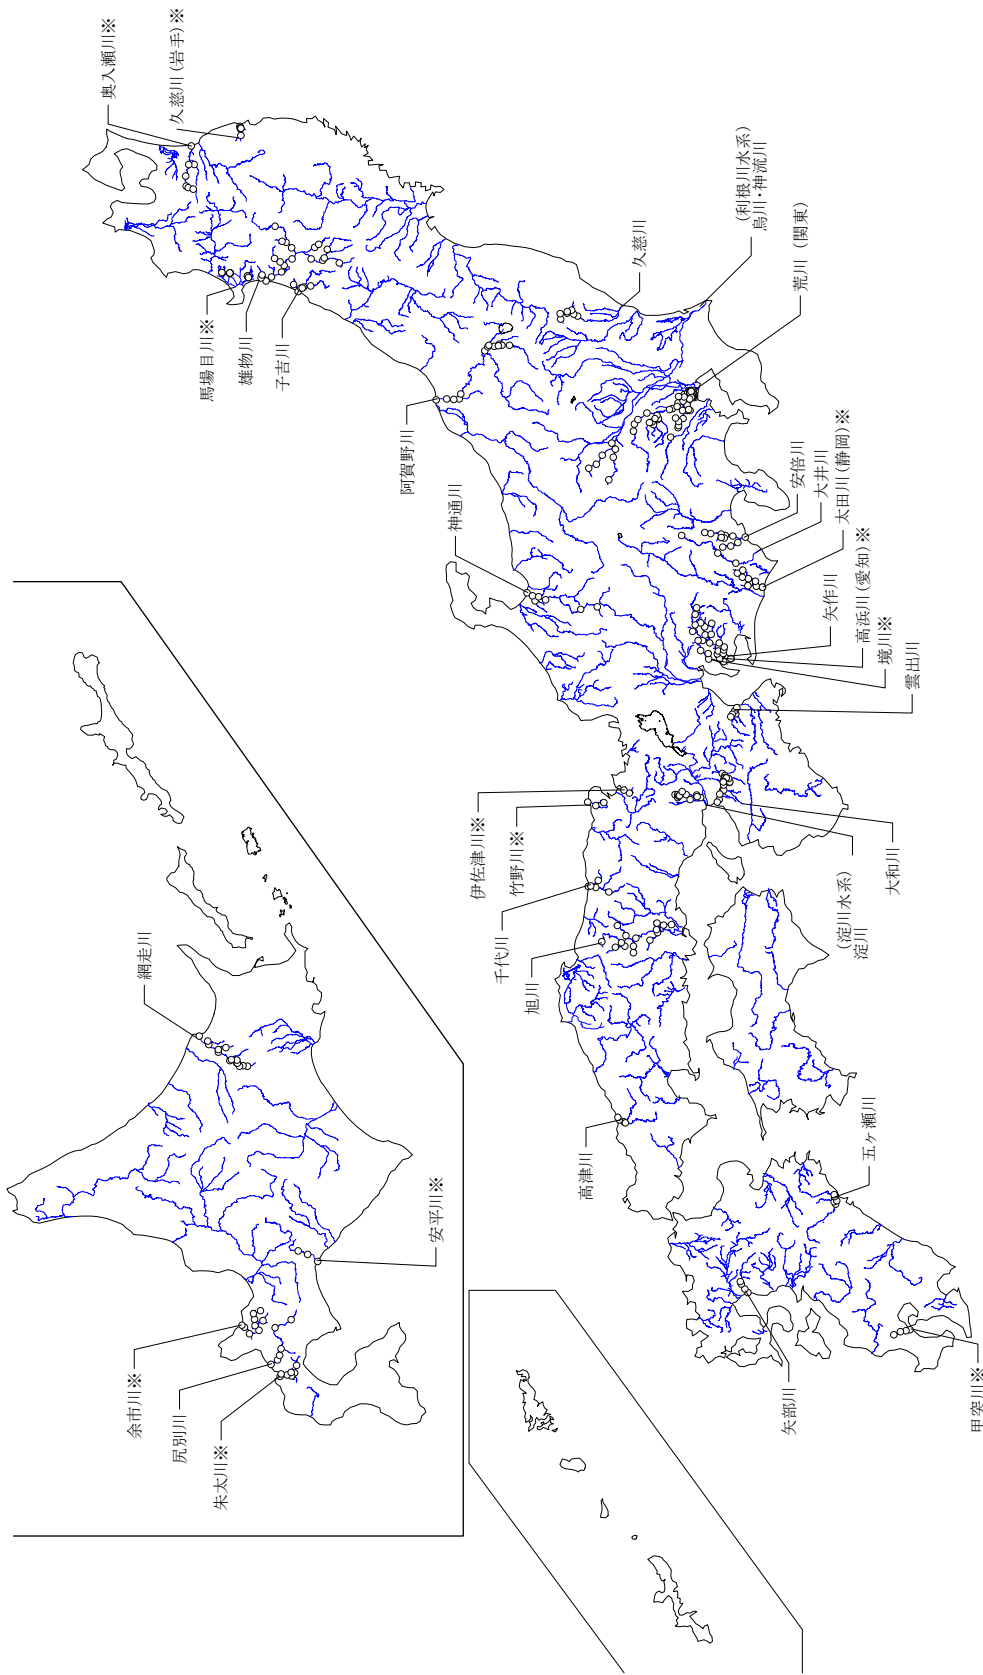 奥入瀬川※
久慈川（岩手）※
馬場目川※
雄物川
子吉川
阿賀野川
神通川
久慈川
（利根川水系）
烏川・神流川
荒川（関東）
安倍川
大井川
太田川（静岡）※
矢作川
高浜川（愛知）※
境川※
雲出川
伊佐津川※
竹野川※
千代川
旭川
高津川
大和川
（淀川水系）
淀川
五ヶ瀬川
矢部川
甲突川※
網走川
安平川※
余市川※
尻別川
朱太川※